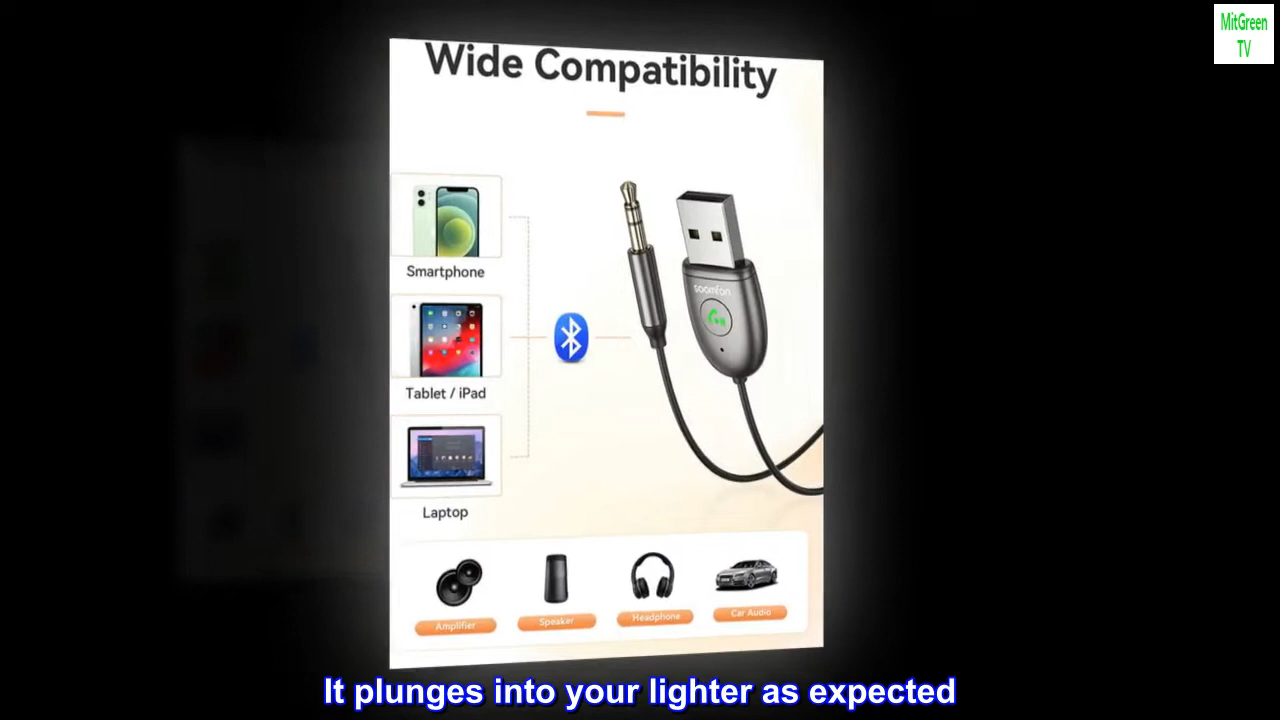 MitGreen
TV
Wide Compatibility
Smartphone
soomfon
Tablet / iPad
Laptop
Amplifier
Speaker
Headphone
Car Audio
It plunges into your lighter as expected